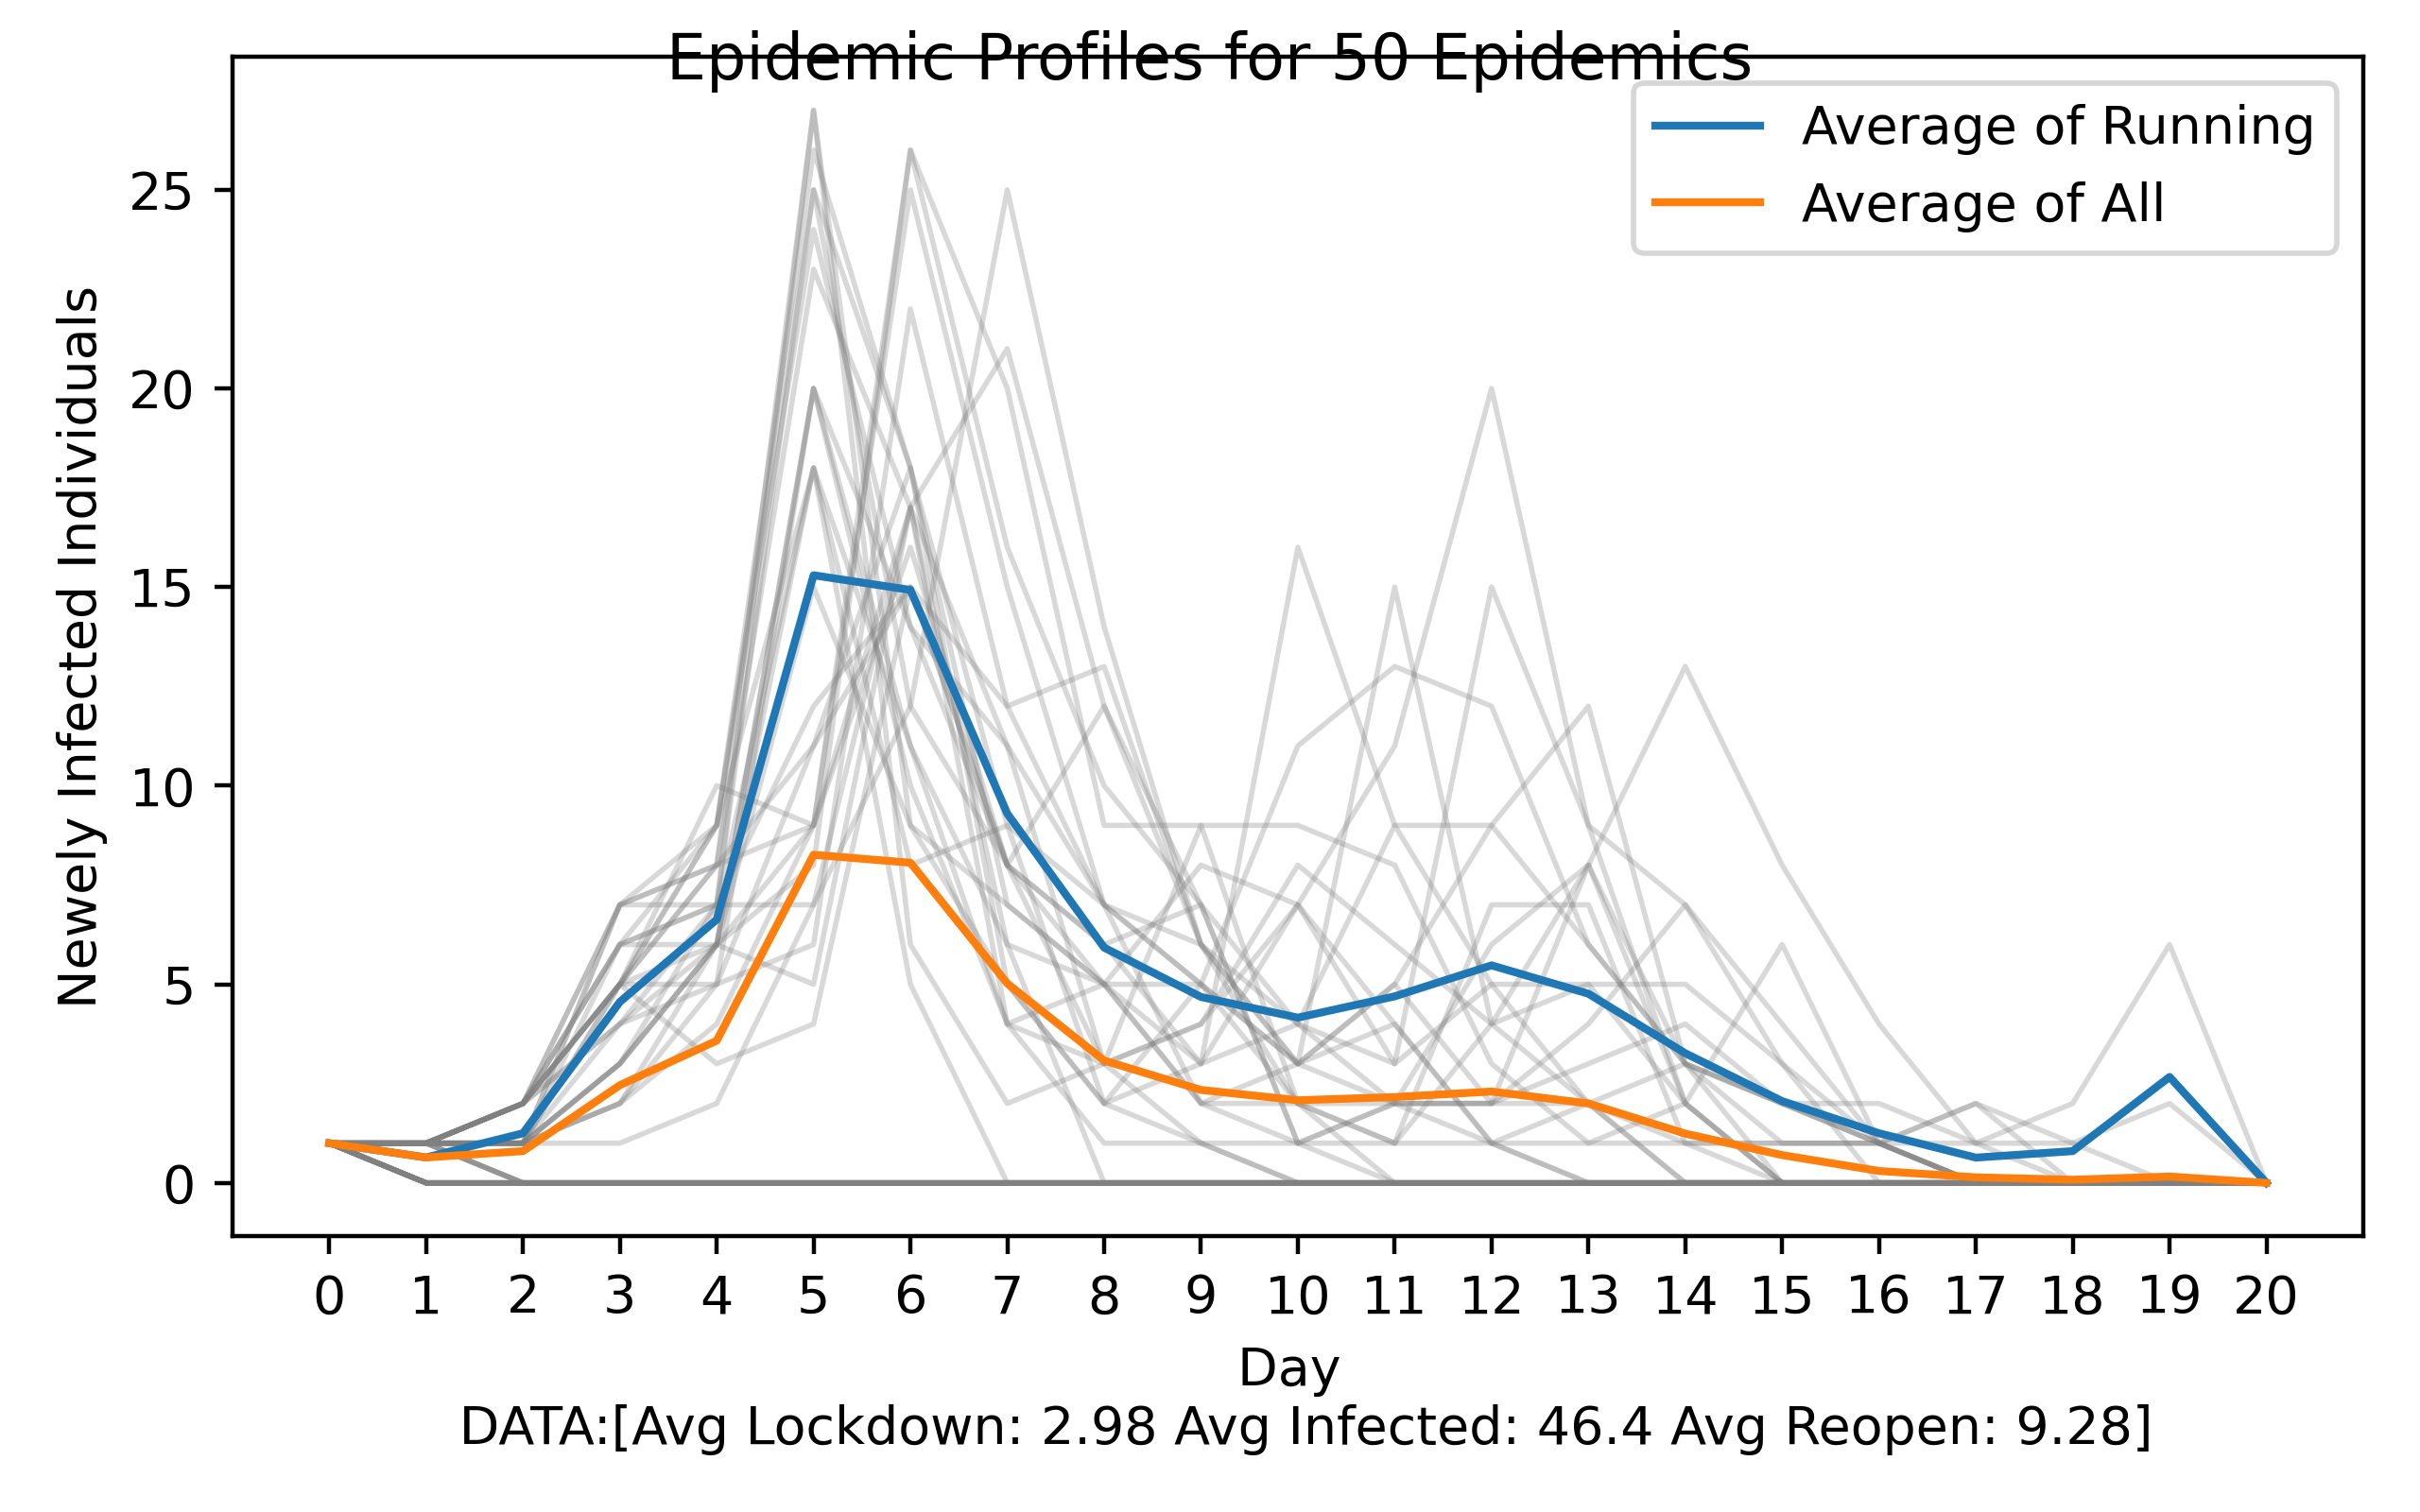 Epidemic Profiles for 50 Epidemics
Average of Running
Average of All
Newely Infected Individuals
25
20
15
10
5
0
0 1 2 3 4 5 6 7 8 9 10 11 12 13 14 15 16 17 18 19 20
Day
DATA:[Avg Lockdown: 2.98 Avg Infected: 46.4 Avg Reopen: 9.28]